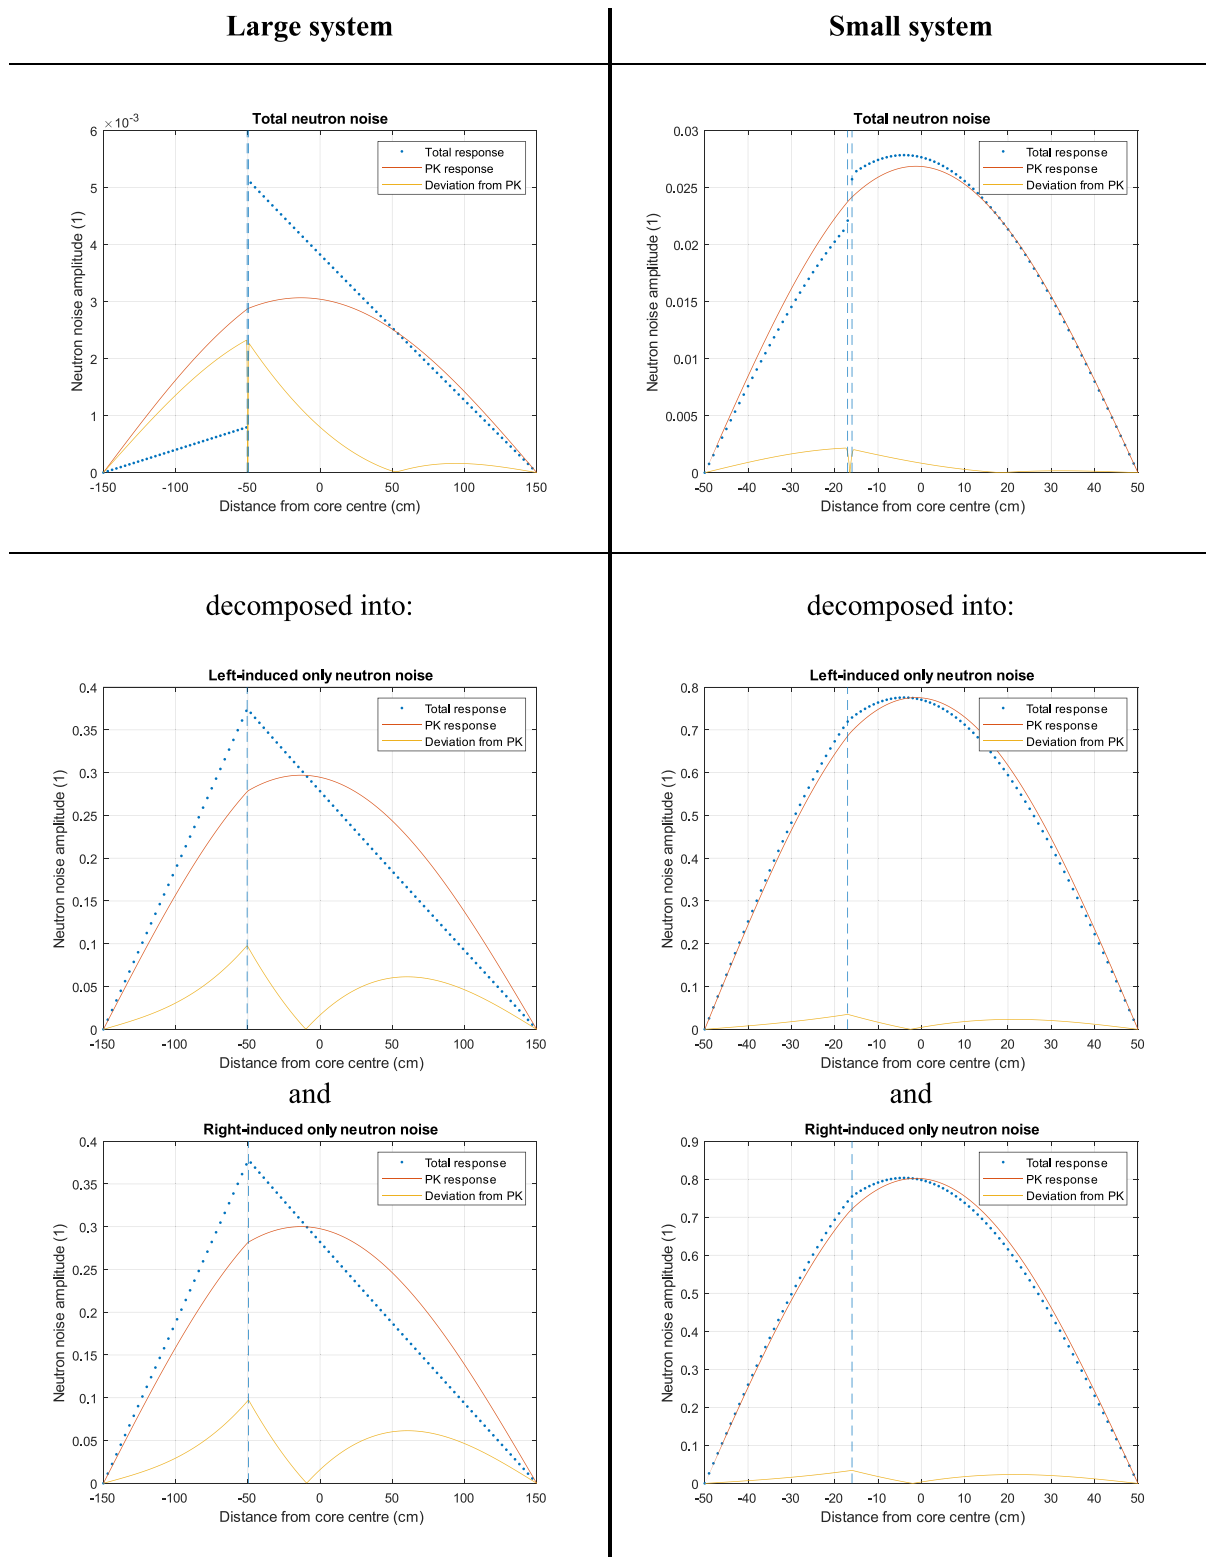 Large system
Small system
Total neutron noise
×10-3
Neutron noise amplitude (1)
6
5
4
3
2
1
0
Total response
PK response
Deviation from PK
-150 -100 -50 0 50 100 150
Distance from core centre (cm)
Total neutron noise
Neutron noise amplitude (1)
0.03
0.025
0.02
0.015
0.01
0.005
0
Total response
PK response
Deviation from PK
-50 -40 -30 -20 -10 0 10 20 30 40 50
Distance from core centre (cm)
decomposed into:
decomposed into:
Left-induced only neutron noise
Neutron noise amplitude (1)
0.4
0.35
0.3
0.25
0.2
0.15
0.1
0.05
0
Total response
PK response
Deviation from PK
-150 -100 -50 0 50 100 150
Distance from core centre (cm)
Left-induced only neutron noise
Neutron noise amplitude (1)
0.8
0.7
0.6
0.5
0.4
0.3
0.2
0.1
0
Total response
PK response
Deviation from PK
-50 -40 -30 -20 -10 0 10 20 30 40 50
Distance from core centre (cm)
and
and
Right-induced only neutron noise
Neutron noise amplitude (1)
0.4
0.35
0.3
0.25
0.2
0.15
0.1
0.05
0
Total response
PK response
Deviation from PK
-150 -100 -50 0 50 100 150
Distance from core centre (cm)
Right-induced only neutron noise
Neutron noise amplitude (1)
0.9
0.8
0.7
0.6
0.5
0.4
0.3
0.2
0.1
0
Total response
PK response
Deviation from PK
-50 -40 -30 -20 -10 0 10 20 30 40 50
Distance from core centre (cm)